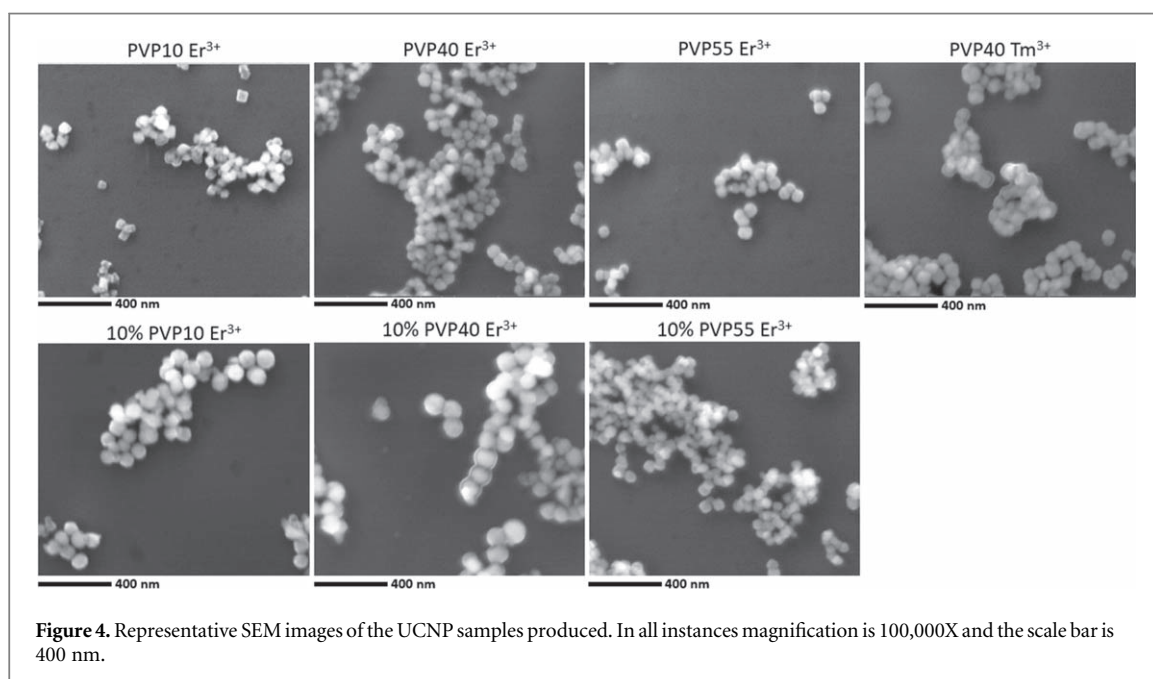 PVP10 Er³⁺ PVP40 Er³⁺ PVP55 Er³⁺ PVP40 Tm³⁺
400 nm 400 nm 400 nm 400 nm
10% PVP10 Er³⁺ 10% PVP40 Er³⁺ 10% PVP55 Er³⁺
400 nm 400 nm 400 nm
Figure 4. Representative SEM images of the UCNP samples produced. In all instances magnification is 100,000X and the scale bar is
400 nm.